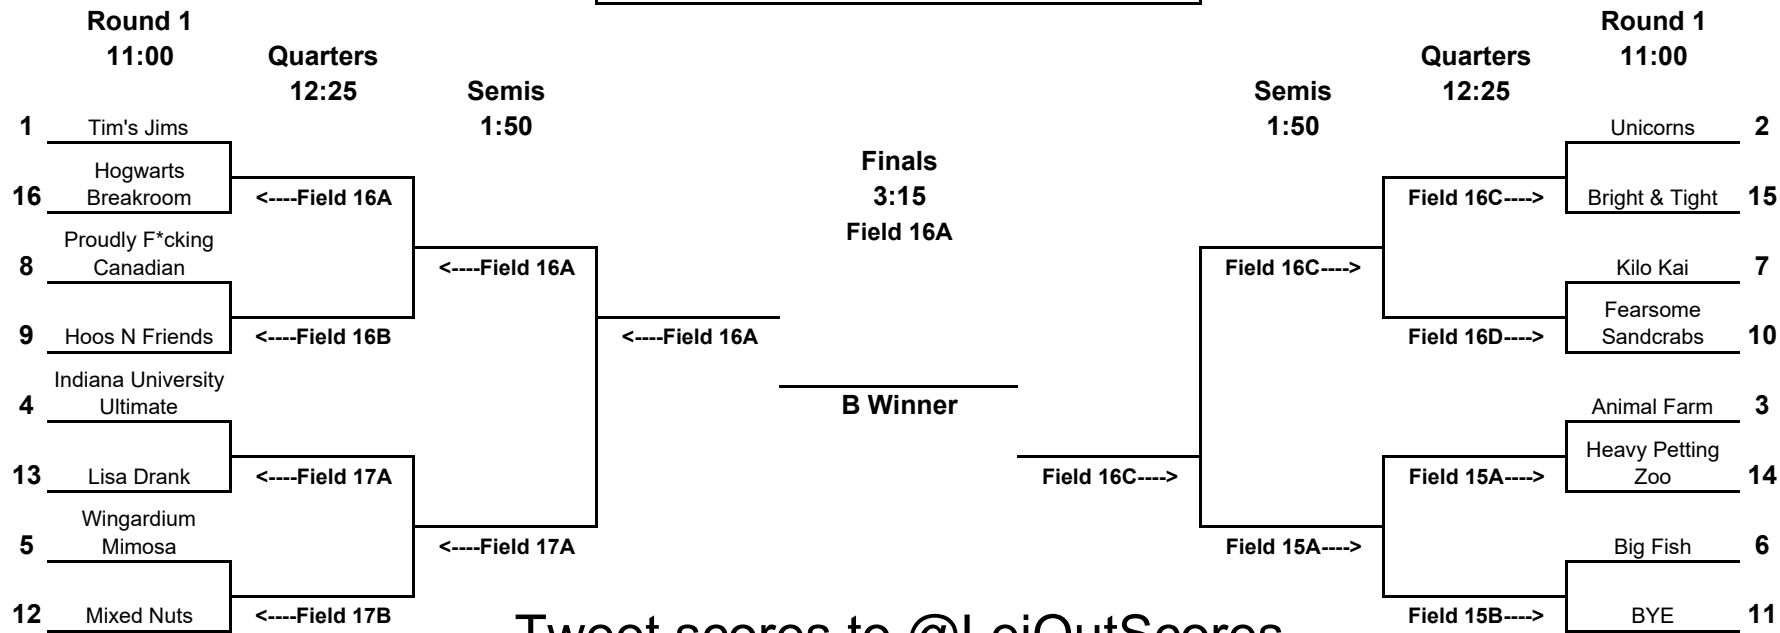 Round 1
11:00
Quarters
12:25
Semis
1:50
Finals
3:15
Field 16A
Semis
1:50
Quarters
12:25
Round 1
11:00
1 Tim's Jims
Hogwarts
16 Breakroom
<----Field 16A
Proudly F*cking
8 Canadian
<----Field 16A
9 Hoos N Friends
<----Field 16B
<----Field 16A
Indiana University
4 Ultimate
13 Lisa Drank
<----Field 17A
Wingardium
5 Mimosa
<----Field 17A
12 Mixed Nuts
<----Field 17B
B Winner
Unicorns 2
Field 16C---->
Bright & Tight 15
Field 16C---->
Kilo Kai 7
Fearsome
Field 16D---->
Sandcrabs 10
Animal Farm 3
Heavy Petting
Field 16C---->
Field 15A---->
Zoo 14
Field 15A---->
Big Fish 6
Field 15B---->
BYE 11
Tweet scores to @LeiOutScores